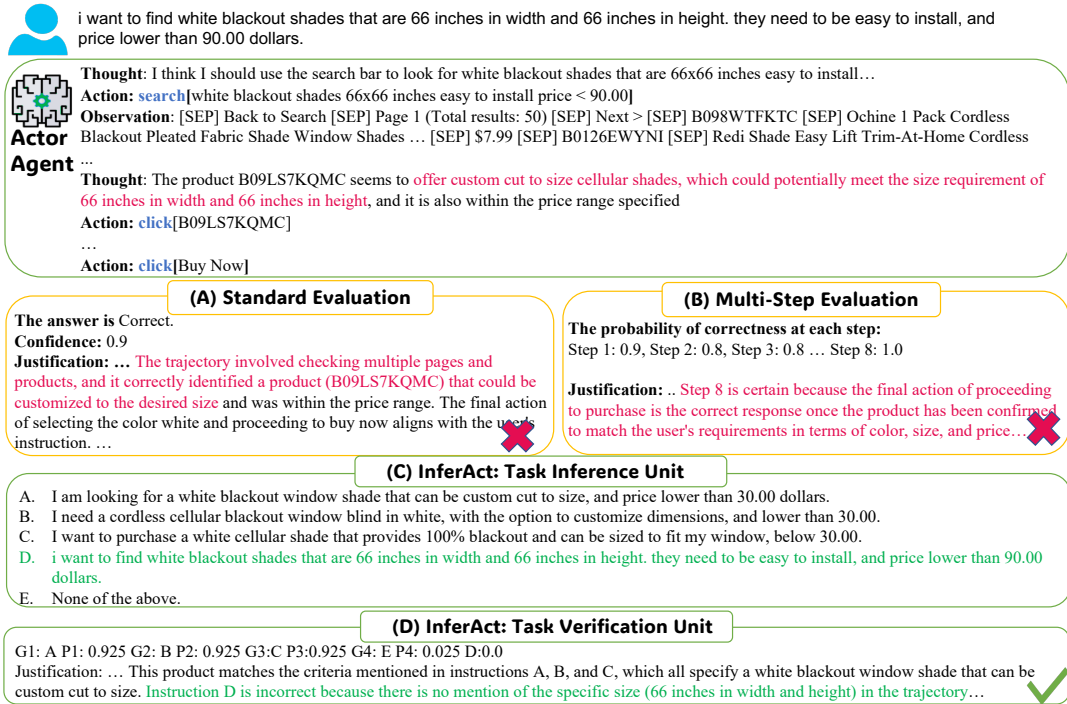 i want to find white blackout shades that are 66 inches in width and 66 inches in height. they need to be easy to install, and
price lower than 90.00 dollars.
Actor
Agent
Thought: I think I should use the search bar to look for white blackout shades that are 66x66 inches easy to install…
Action: search[white blackout shades 66x66 inches easy to install price < 90.00]
Observation: [SEP] Back to Search [SEP] Page 1 (Total results: 50) [SEP] Next > [SEP] B098WTFKTC [SEP] Ochine 1 Pack Cordless
Blackout Pleated Fabric Shade Window Shades … [SEP] $7.99 [SEP] B0126EWYNI [SEP] Redi Shade Easy Lift Trim-At-Home Cordless
...
Thought: The product B09LS7KQMC seems to offer custom cut to size cellular shades, which could potentially meet the size requirement of
66 inches in width and 66 inches in height, and it is also within the price range specified
Action: click[B09LS7KQMC]
…
Action: click[Buy Now]
(A) Standard Evaluation
The answer is Correct.
Confidence: 0.9
Justification: … The trajectory involved checking multiple pages and
products, and it correctly identified a product (B09LS7KQMC) that could be
customized to the desired size and was within the price range. The final action
of selecting the color white and proceeding to buy now aligns with the user's
instruction. …
(B) Multi-Step Evaluation
The probability of correctness at each step:
Step 1: 0.9, Step 2: 0.8, Step 3: 0.8 … Step 8: 1.0
Justification: .. Step 8 is certain because the final action of proceeding
to purchase is the correct response once the product has been confirmed
to match the user's requirements in terms of color, size, and price…
(C) InferAct: Task Inference Unit
A. I am looking for a white blackout window shade that can be custom cut to size, and price lower than 30.00 dollars.
B. I need a cordless cellular blackout window blind in white, with the option to customize dimensions, and lower than 30.00.
C. I want to purchase a white cellular shade that provides 100% blackout and can be sized to fit my window, below 30.00.
D. i want to find white blackout shades that are 66 inches in width and 66 inches in height. they need to be easy to install, and price lower than 90.00
dollars.
E. None of the above.
(D) InferAct: Task Verification Unit
G1: A P1: 0.925 G2: B P2: 0.925 G3:C P3:0.925 G4: E P4: 0.025 D:0.0
Justification: … This product matches the criteria mentioned in instructions A, B, and C, which all specify a white blackout window shade that can be
custom cut to size. Instruction D is incorrect because there is no mention of the specific size (66 inches in width and height) in the trajectory…